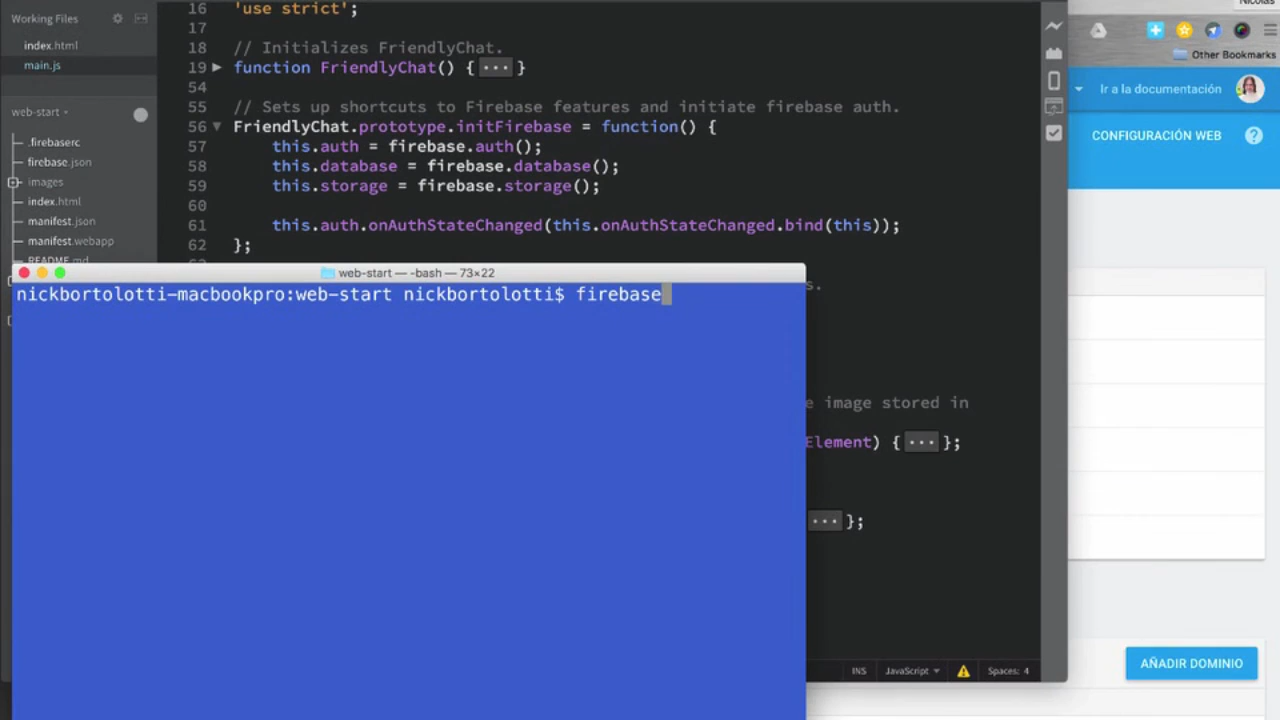 Working Files
index.html
main.js
web-start
.firebaserc
firebase.json
images
index.html
manifest.json
manifest.webapp
README.md
16 'use strict';
17
18 // Initializes FriendlyChat.
19 function FriendlyChat() { ... }
54
55 // Sets up shortcuts to Firebase features and initiate firebase auth.
56 FriendlyChat.prototype.initFirebase = function() {
57 this.auth = firebase.auth();
58 this.database = firebase.database();
59 this.storage = firebase.storage();
60
61 this.auth.onAuthStateChanged(this.onAuthStateChanged.bind(this));
62 };
s.
e image stored in
Element) { ... };
... };
web-start — -bash — 73×22
nickbortolotti-macbookpro:web-start nickbortolotti$ firebase
INS JavaScript Spaces: 4
Nicolas
Other Bookmarks
Ir a la documentación
CONFIGURACIÓN WEB ?
AÑADIR DOMINIO